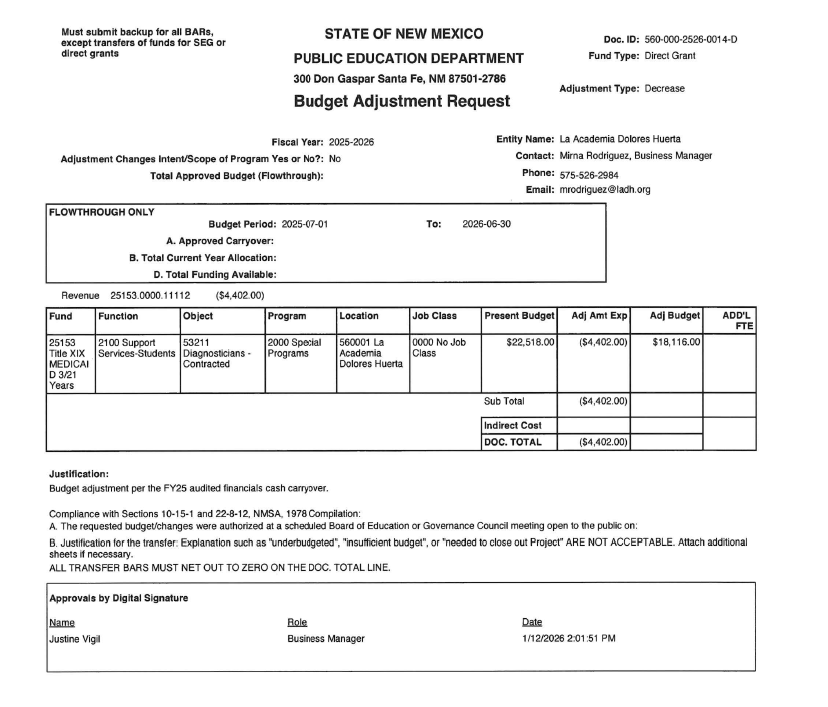 Must submit backup for all BARs,
except transfers of funds for SEG or
direct grants
STATE OF NEW MEXICO
PUBLIC EDUCATION DEPARTMENT
300 Don Gaspar Santa Fe, NM 87501-2786
Budget Adjustment Request
Doc. ID: 560-000-2526-0014-D
Fund Type: Direct Grant
Adjustment Type: Decrease
Fiscal Year: 2025-2026
Adjustment Changes Intent/Scope of Program Yes or No?: No
Total Approved Budget (Flowthrough):
Entity Name: La Academia Dolores Huerta
Contact: Mirna Rodriguez, Business Manager
Phone: 575-526-2984
Email: mrodriguez@ladh.org
FLOWTHROUGH ONLY
Budget Period: 2025-07-01 To: 2026-06-30
A. Approved Carryover:
B. Total Current Year Allocation:
D. Total Funding Available:
Revenue 25153.0000.11112 ($4,402.00)
Fund Function Object Program Location Job Class Present Budget Adj Amt Exp Adj Budget ADD'L
FTE
25153 2100 Support 53211 2000 Special 560001 La 0000 No Job $22,518.00 ($4,402.00) $18,116.00
Title XIX Services-Students Diagnosticians - Programs Academia Class
MEDICAI Contracted Dolores Huerta
D 3/21
Years
Sub Total ($4,402.00)
Indirect Cost
DOC. TOTAL ($4,402.00)
Justification:
Budget adjustment per the FY25 audited financials cash carryover.
Compliance with Sections 10-15-1 and 22-8-12, NMSA, 1978 Compilation:
A. The requested budget/changes were authorized at a scheduled Board of Education or Governance Council meeting open to the public on:
B. Justification for the transfer: Explanation such as "underbudgeted", "insufficient budget", or "needed to close out Project" ARE NOT ACCEPTABLE. Attach additional
sheets if necessary.
ALL TRANSFER BARS MUST NET OUT TO ZERO ON THE DOC. TOTAL LINE.
Approvals by Digital Signature
Name Role Date
Justine Vigil Business Manager 1/12/2026 2:01:51 PM